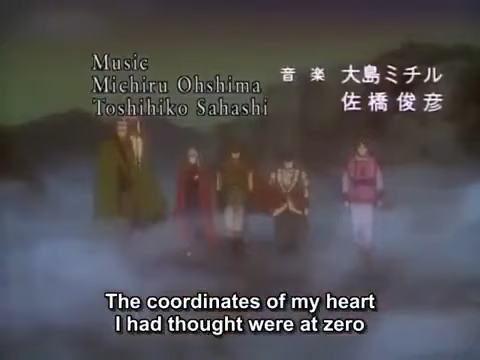 Music
Michiru Ohshima
Toshihiko Sahashi
音楽 大島ミチル
佐橋俊彦
The coordinates of my heart
I had thought were at zero